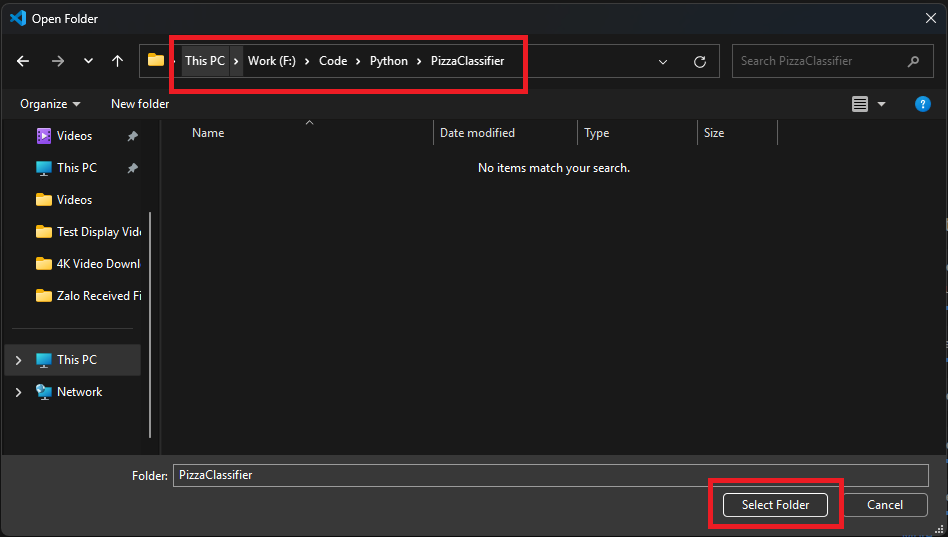 Open Folder
This PC > Work (F:) > Code > Python > PizzaClassifier
Search PizzaClassifier
Organize New folder
?
Name Date modified Type Size
No items match your search.
Videos
This PC
Videos
Test Display Vid
4K Video Downl
Zalo Received Fi
This PC
Network
Folder: PizzaClassifier
Select Folder Cancel